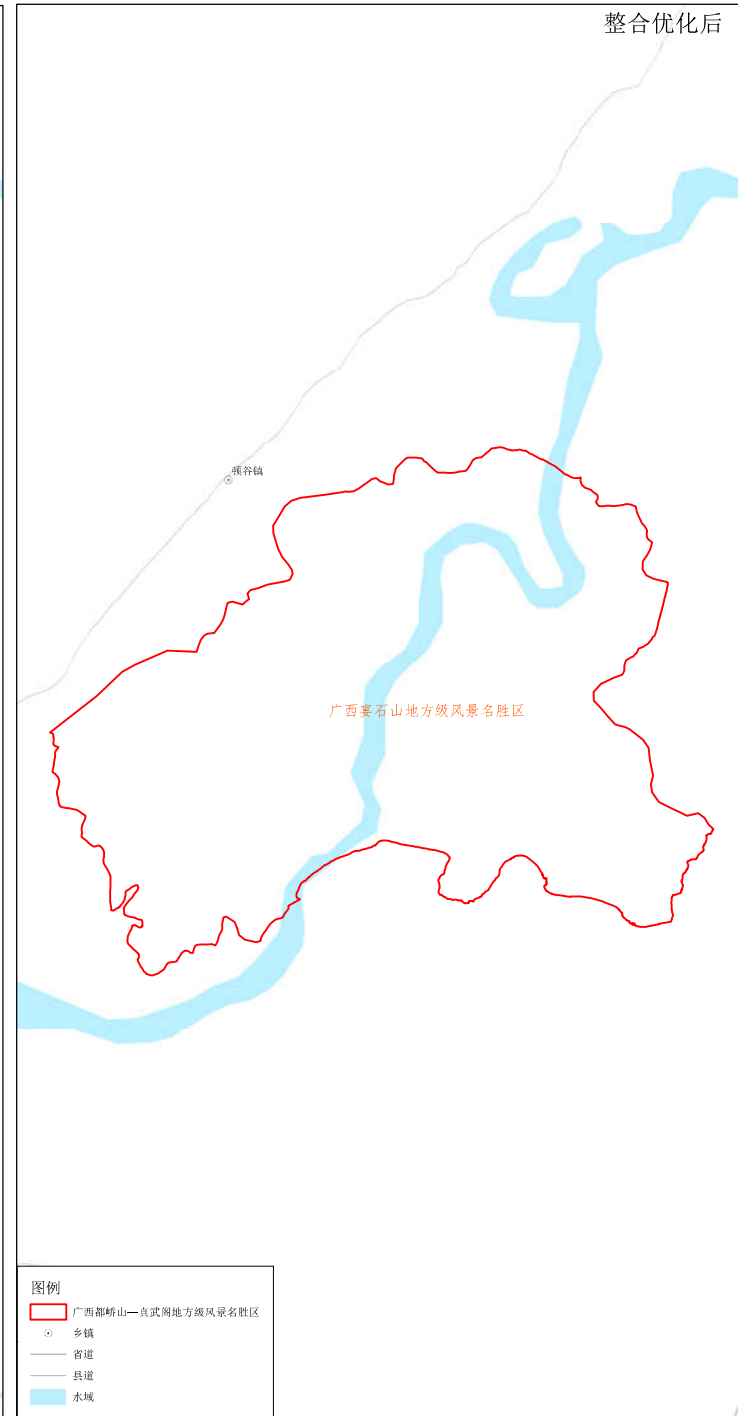 整合优化后
顿谷镇
广西宴石山地方级风景名胜区
图例
广西都峤山—真武阁地方级风景名胜区
乡镇
省道
县道
水域